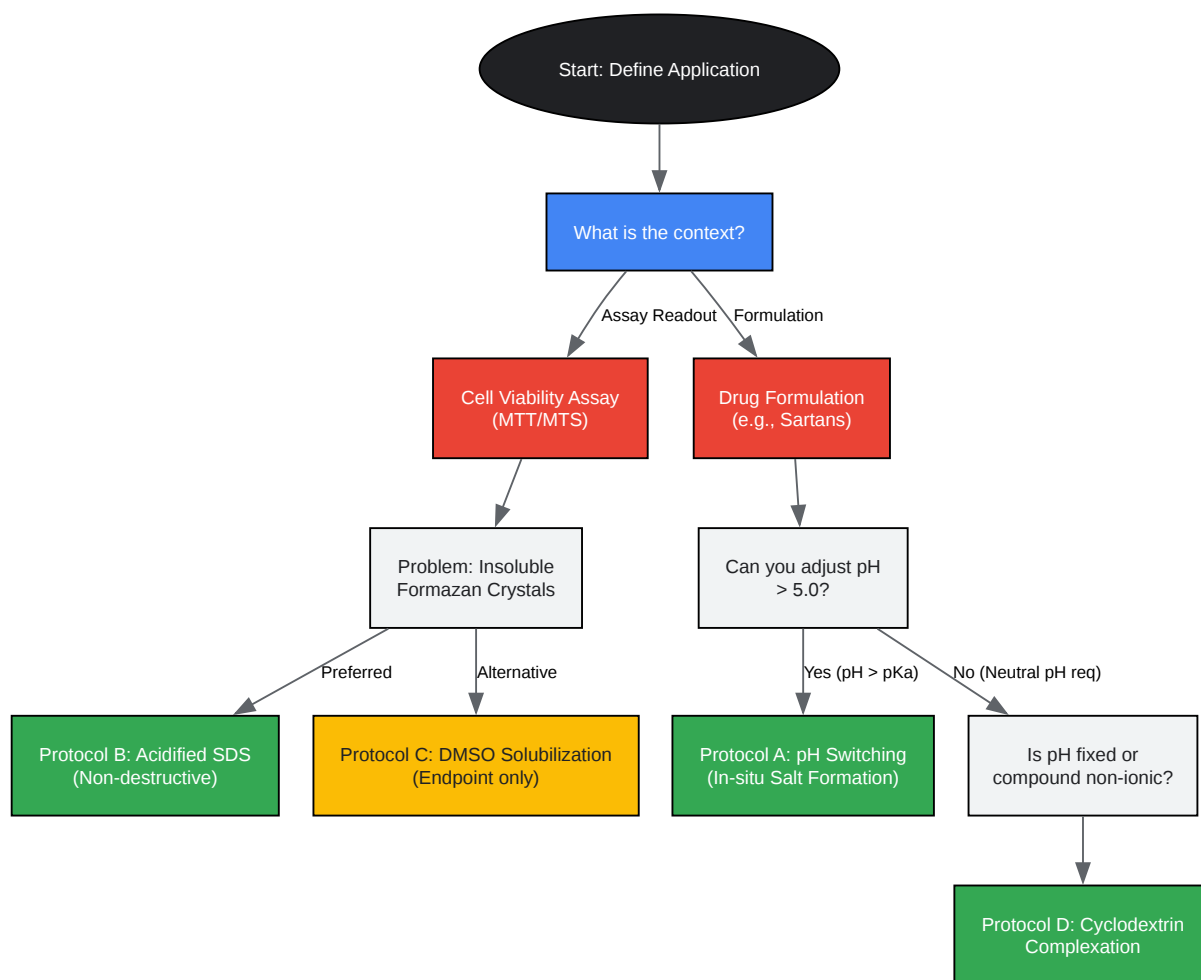 Start: Define Application
What is the context?
Assay Readout
Formulation
Cell Viability Assay
(MTT/MTS)
Drug Formulation
(e.g., Sartans)
Problem: Insoluble
Formazan Crystals
Can you adjust pH
> 5.0?
Preferred
Alternative
Yes (pH > pKa)
No (Neutral pH req)
Protocol B: Acidified SDS
(Non-destructive)
Protocol C: DMSO Solubilization
(Endpoint only)
Protocol A: pH Switching
(In-situ Salt Formation)
Is pH fixed or
compound non-ionic?
Protocol D: Cyclodextrin
Complexation